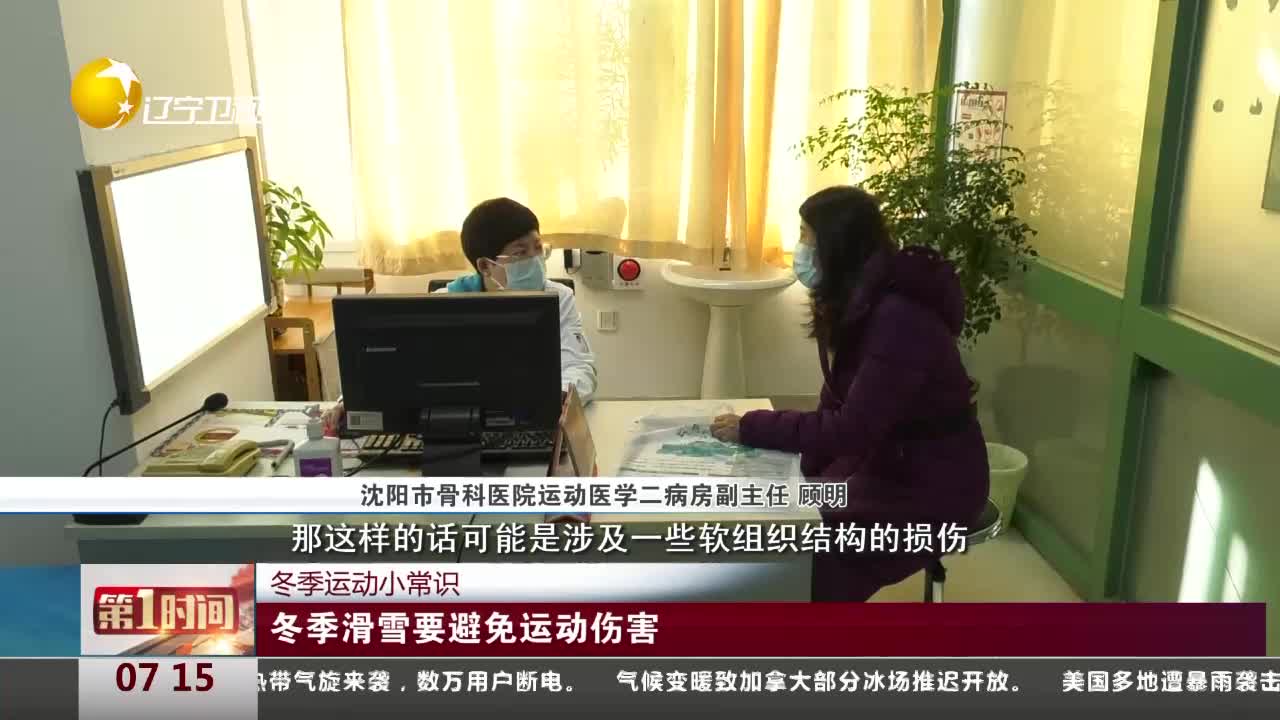 辽宁卫视
沈阳市骨科医院运动医学二病房副主任 顾明
那这样的话可能是涉及一些软组织结构的损伤
冬季运动小常识
第1时间
冬季滑雪要避免运动伤害
07 15
热带气旋来袭，数万用户断电。 气候变暖致加拿大部分冰场推迟开放。 美国多地遭暴雨袭击